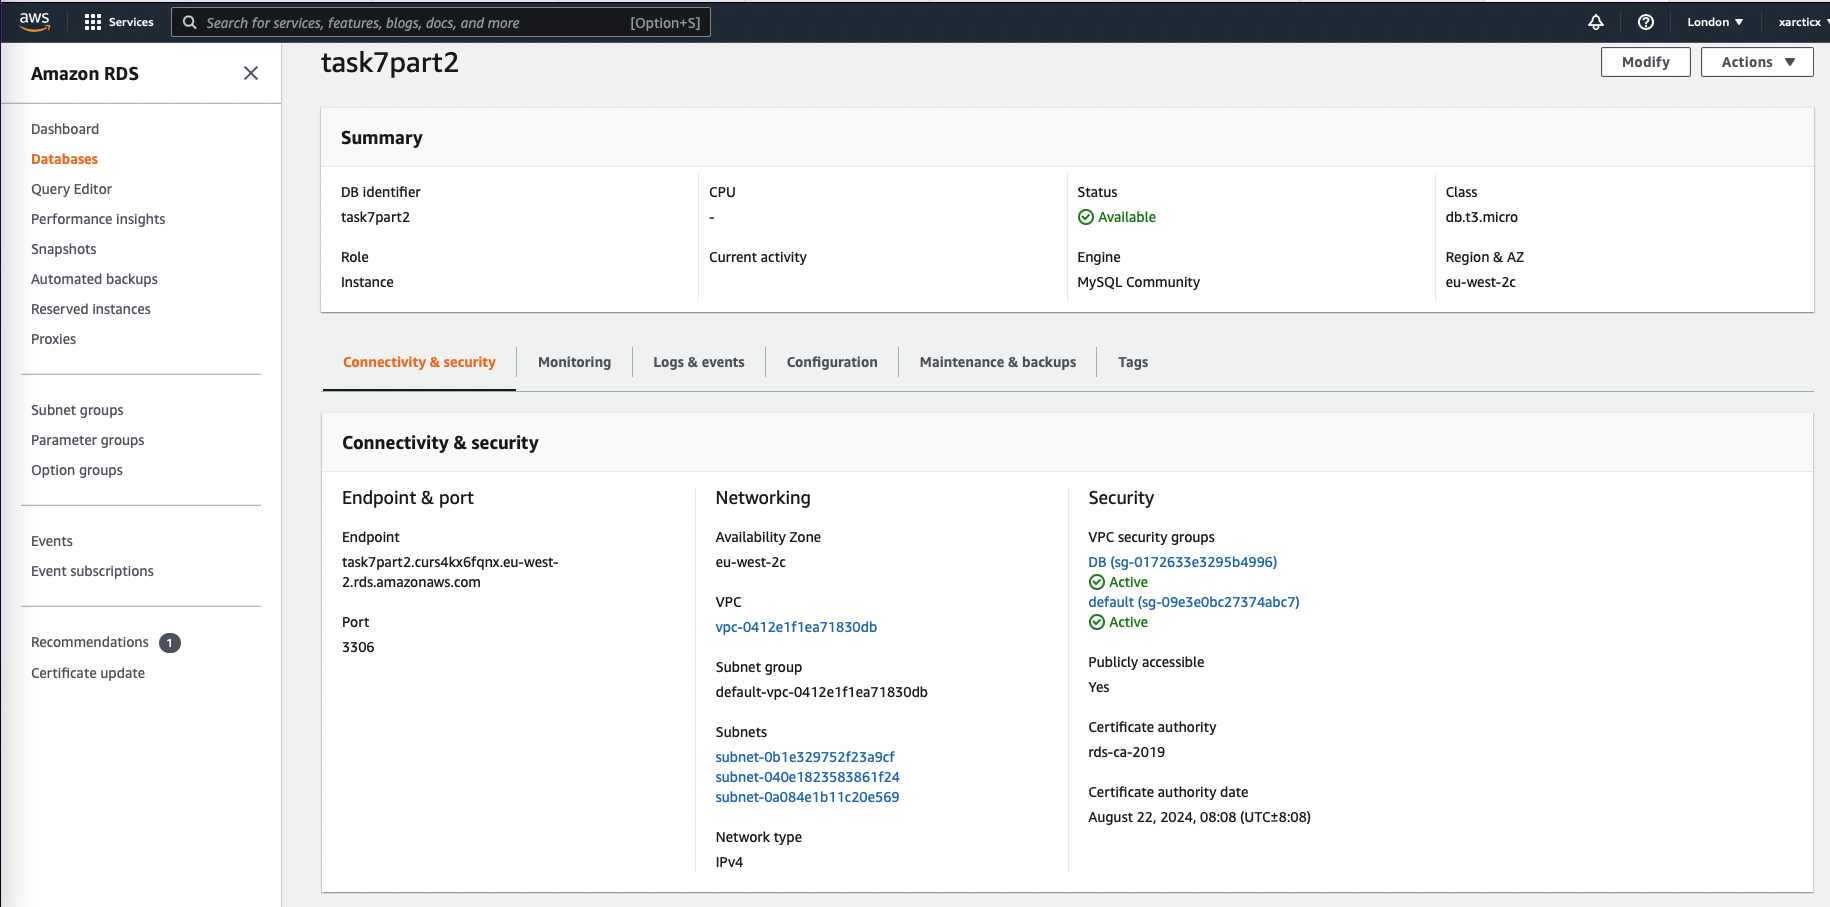 aws
Services
Search for services, features, blogs, docs, and more
[Option+S]
London ▼
xarcticx
Amazon RDS
Dashboard
Databases
Query Editor
Performance insights
Snapshots
Automated backups
Reserved instances
Proxies
Subnet groups
Parameter groups
Option groups
Events
Event subscriptions
Recommendations 1
Certificate update
task7part2
Modify
Actions ▼
Summary
DB identifier
task7part2
Role
Instance
CPU
-
Current activity
Status
Available
Engine
MySQL Community
Class
db.t3.micro
Region & AZ
eu-west-2c
Connectivity & security
Monitoring
Logs & events
Configuration
Maintenance & backups
Tags
Connectivity & security
Endpoint & port
Endpoint
task7part2.curs4kx6fqnx.eu-west-
2.rds.amazonaws.com
Port
3306
Networking
Availability Zone
eu-west-2c
VPC
vpc-0412e1f1ea71830db
Subnet group
default-vpc-0412e1f1ea71830db
Subnets
subnet-0b1e329752f23a9cf
subnet-040e1823583861f24
subnet-0a084e1b11c20e569
Network type
IPv4
Security
VPC security groups
DB (sg-0172633e3295b4996)
Active
default (sg-09e3e0bc27374abc7)
Active
Publicly accessible
Yes
Certificate authority
rds-ca-2019
Certificate authority date
August 22, 2024, 08:08 (UTC±8:08)